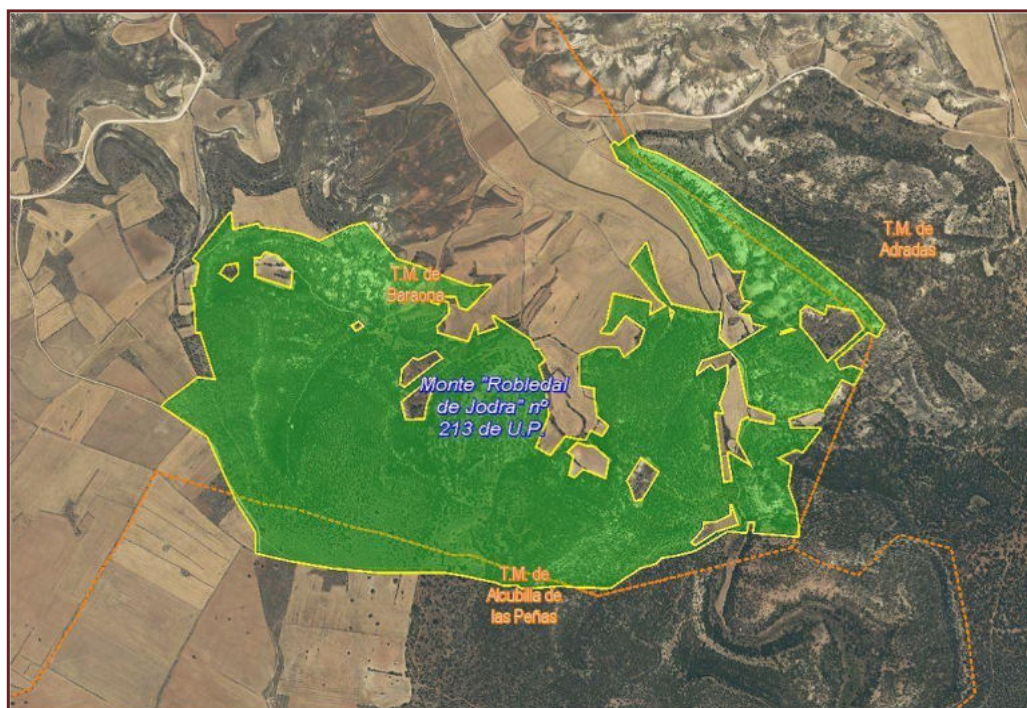 T.M. de
Adradas
T.M. de
Baraona
Monte "Robledal
de Jodra" nº
213 de U.P.
T.M. de
Alcubilla de
las Peñas